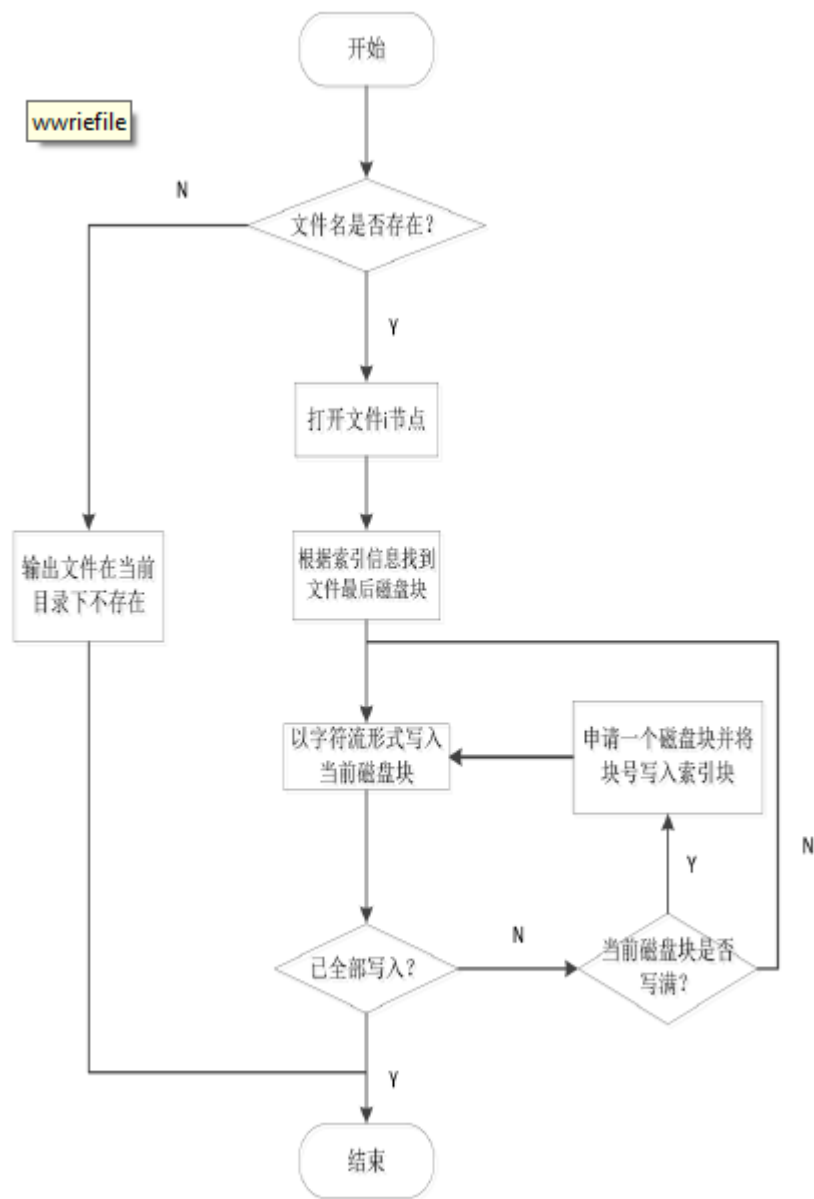 开始
wwriefile
N
文件名是否存在？
Y
打开文件i节点
输出文件在当前
目录下不存在
根据索引信息找到
文件最后磁盘块
以字符流形式写入
当前磁盘块
申请一个磁盘块并将
块号写入索引块
N
Y
已全部写入？
N
当前磁盘块是否
写满？
Y
结束